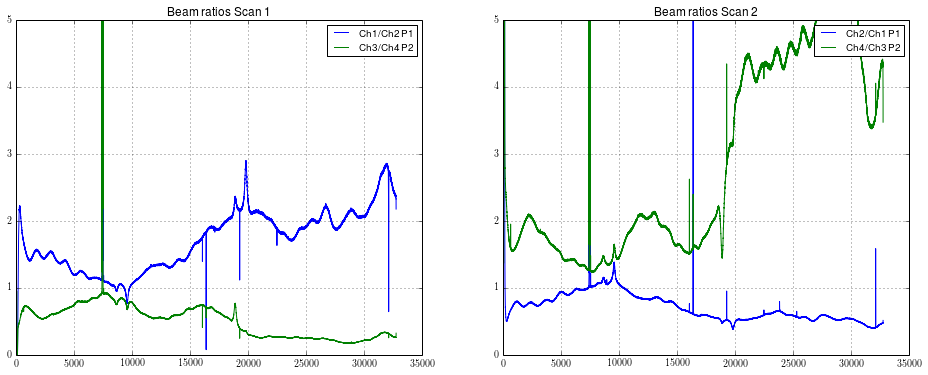 Beam ratios Scan 1
5
4
3
2
1
0
0 5000 10000 15000 20000 25000 30000 35000
Ch1/Ch2 P1
Ch3/Ch4 P2
Beam ratios Scan 2
5
4
3
2
1
0
0 5000 10000 15000 20000 25000 30000 35000
Ch2/Ch1 P1
Ch4/Ch3 P2